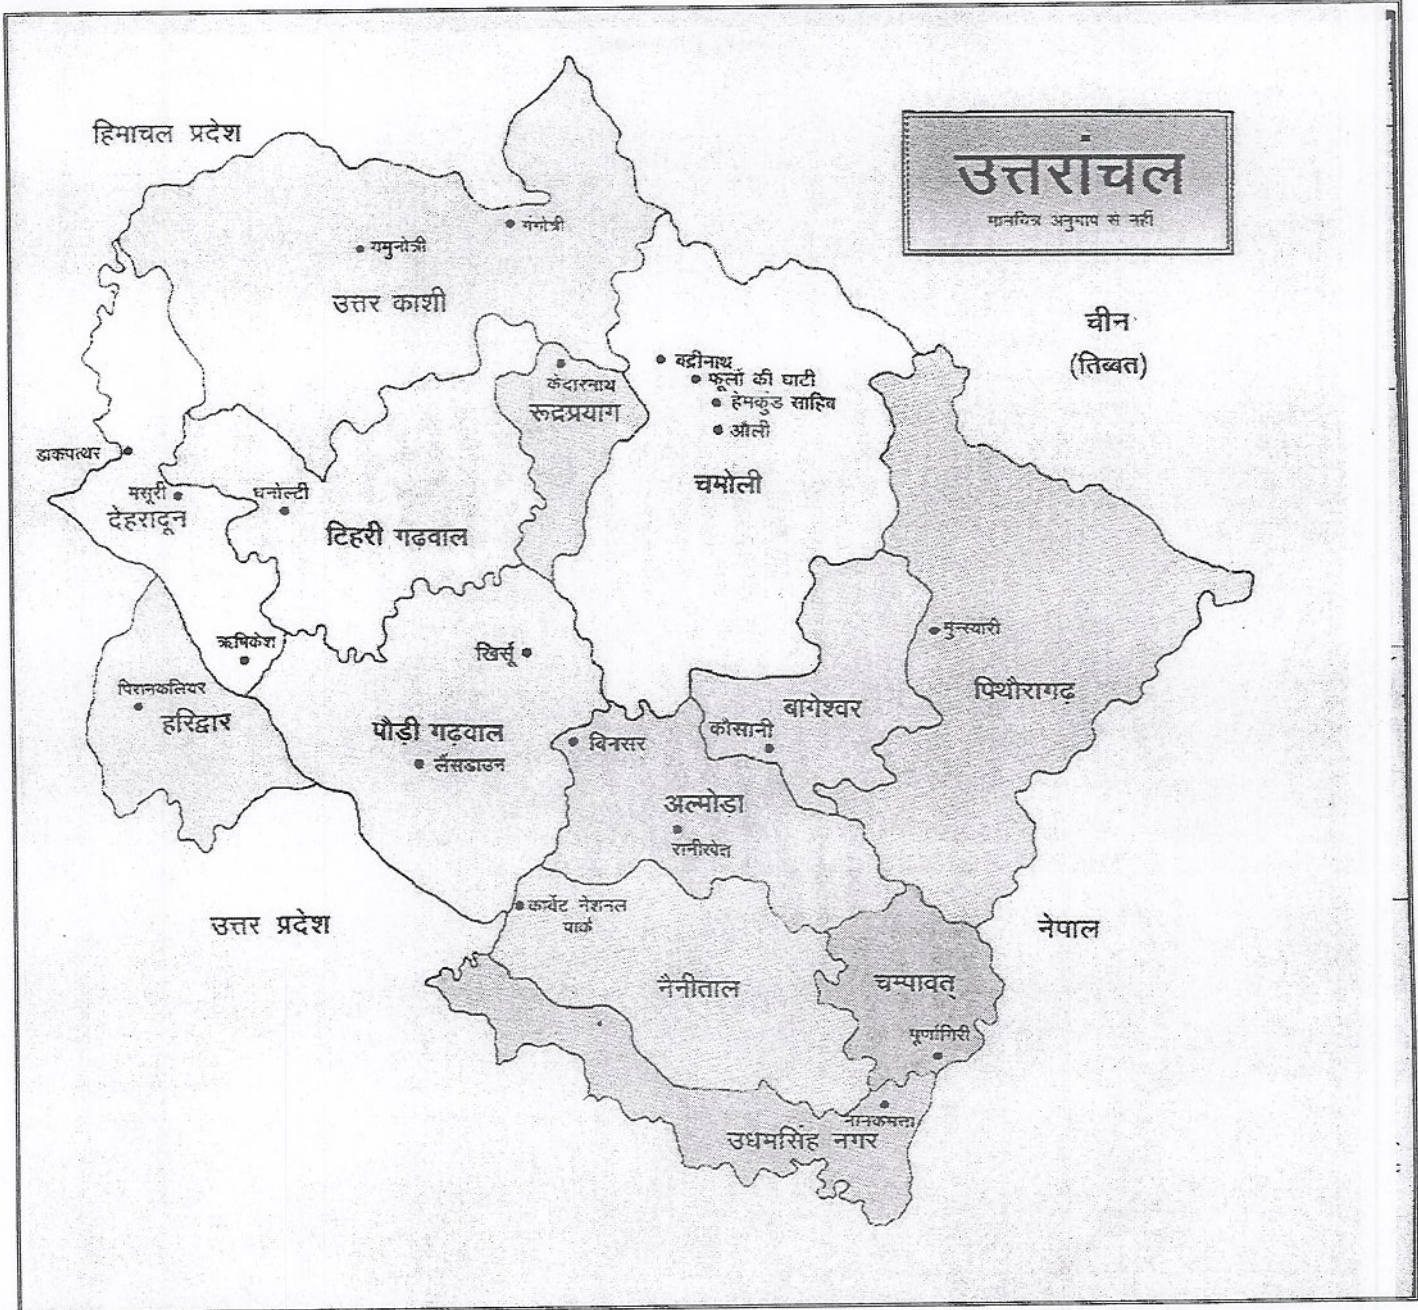 हिमाचल प्रदेश
उत्तरांचल
मानचित्र अनुमाप से नहीं
गंगोत्री
यमुनोत्री
उत्तर काशी
चीन
(तिब्बत)
बद्रीनाथ
फूलों की घाटी
हेमकुंड साहिब
औली
चमोली
केदारनाथ
रूद्रप्रयाग
डाकपत्थर
मसूरी
देहरादून
धनोल्टी
टिहरी गढ़वाल
मुन्स्यारी
पिथौरागढ़
ऋषिकेश
खिर्सू
पिरानकलियर
हरिद्वार
पौड़ी गढ़वाल
लैंसडाउन
बिनसर
कौसानी
बागेश्वर
अल्मोड़ा
रानीखेत
उत्तर प्रदेश
कार्बेट नेशनल
पार्क
नेपाल
नैनीताल
चम्पावत्
पूर्णागिरी
नानकमत्ता
उधमसिंह नगर